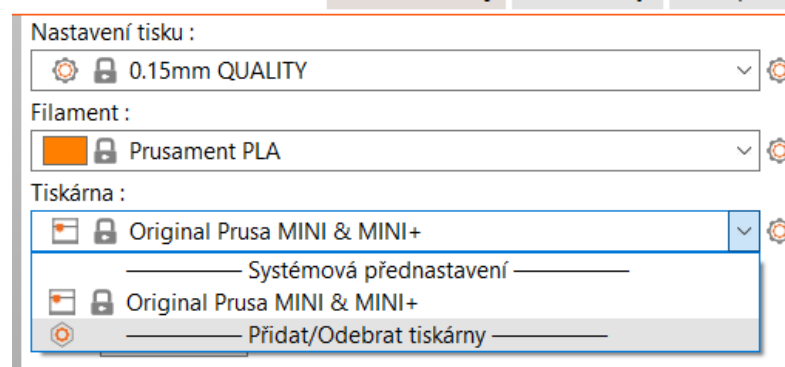 Nastavení tisku :
0.15mm QUALITY
Filament :
Prusament PLA
Tiskárna :
Original Prusa MINI & MINI+
Systémová přednastavení
Original Prusa MINI & MINI+
Přidat/Odebrat tiskárny